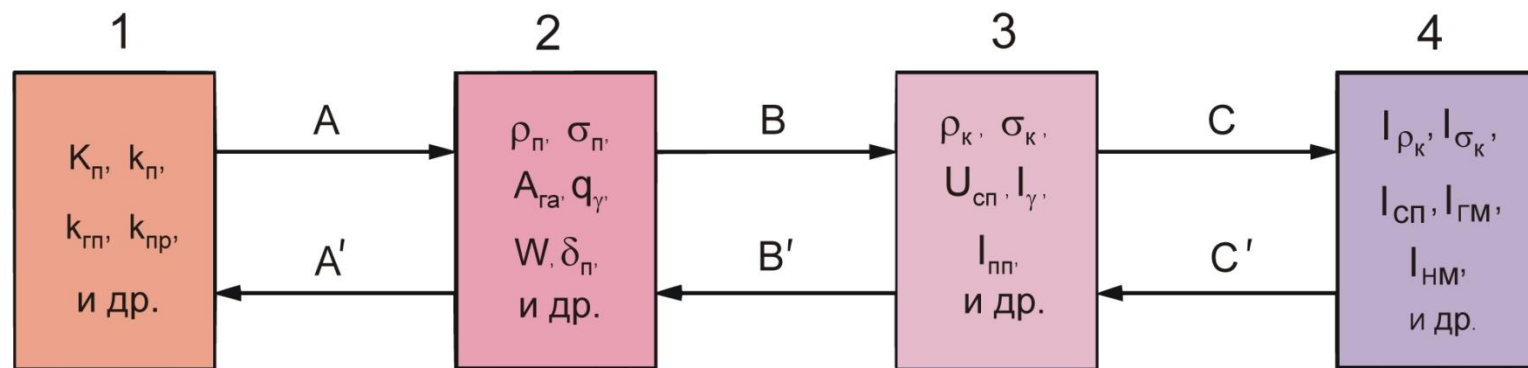 1
2
3
4
Kп, kп,
kгп, kпр,
и др.
A
A′
ρп, σп,
Aга, qγ,
W, δп,
и др.
B
B′
ρк, σк,
Uсп, Iγ,
Iпп,
и др.
C
C′
Iρк, Iσк,
Iсп, Iгм,
Iнм,
и др.